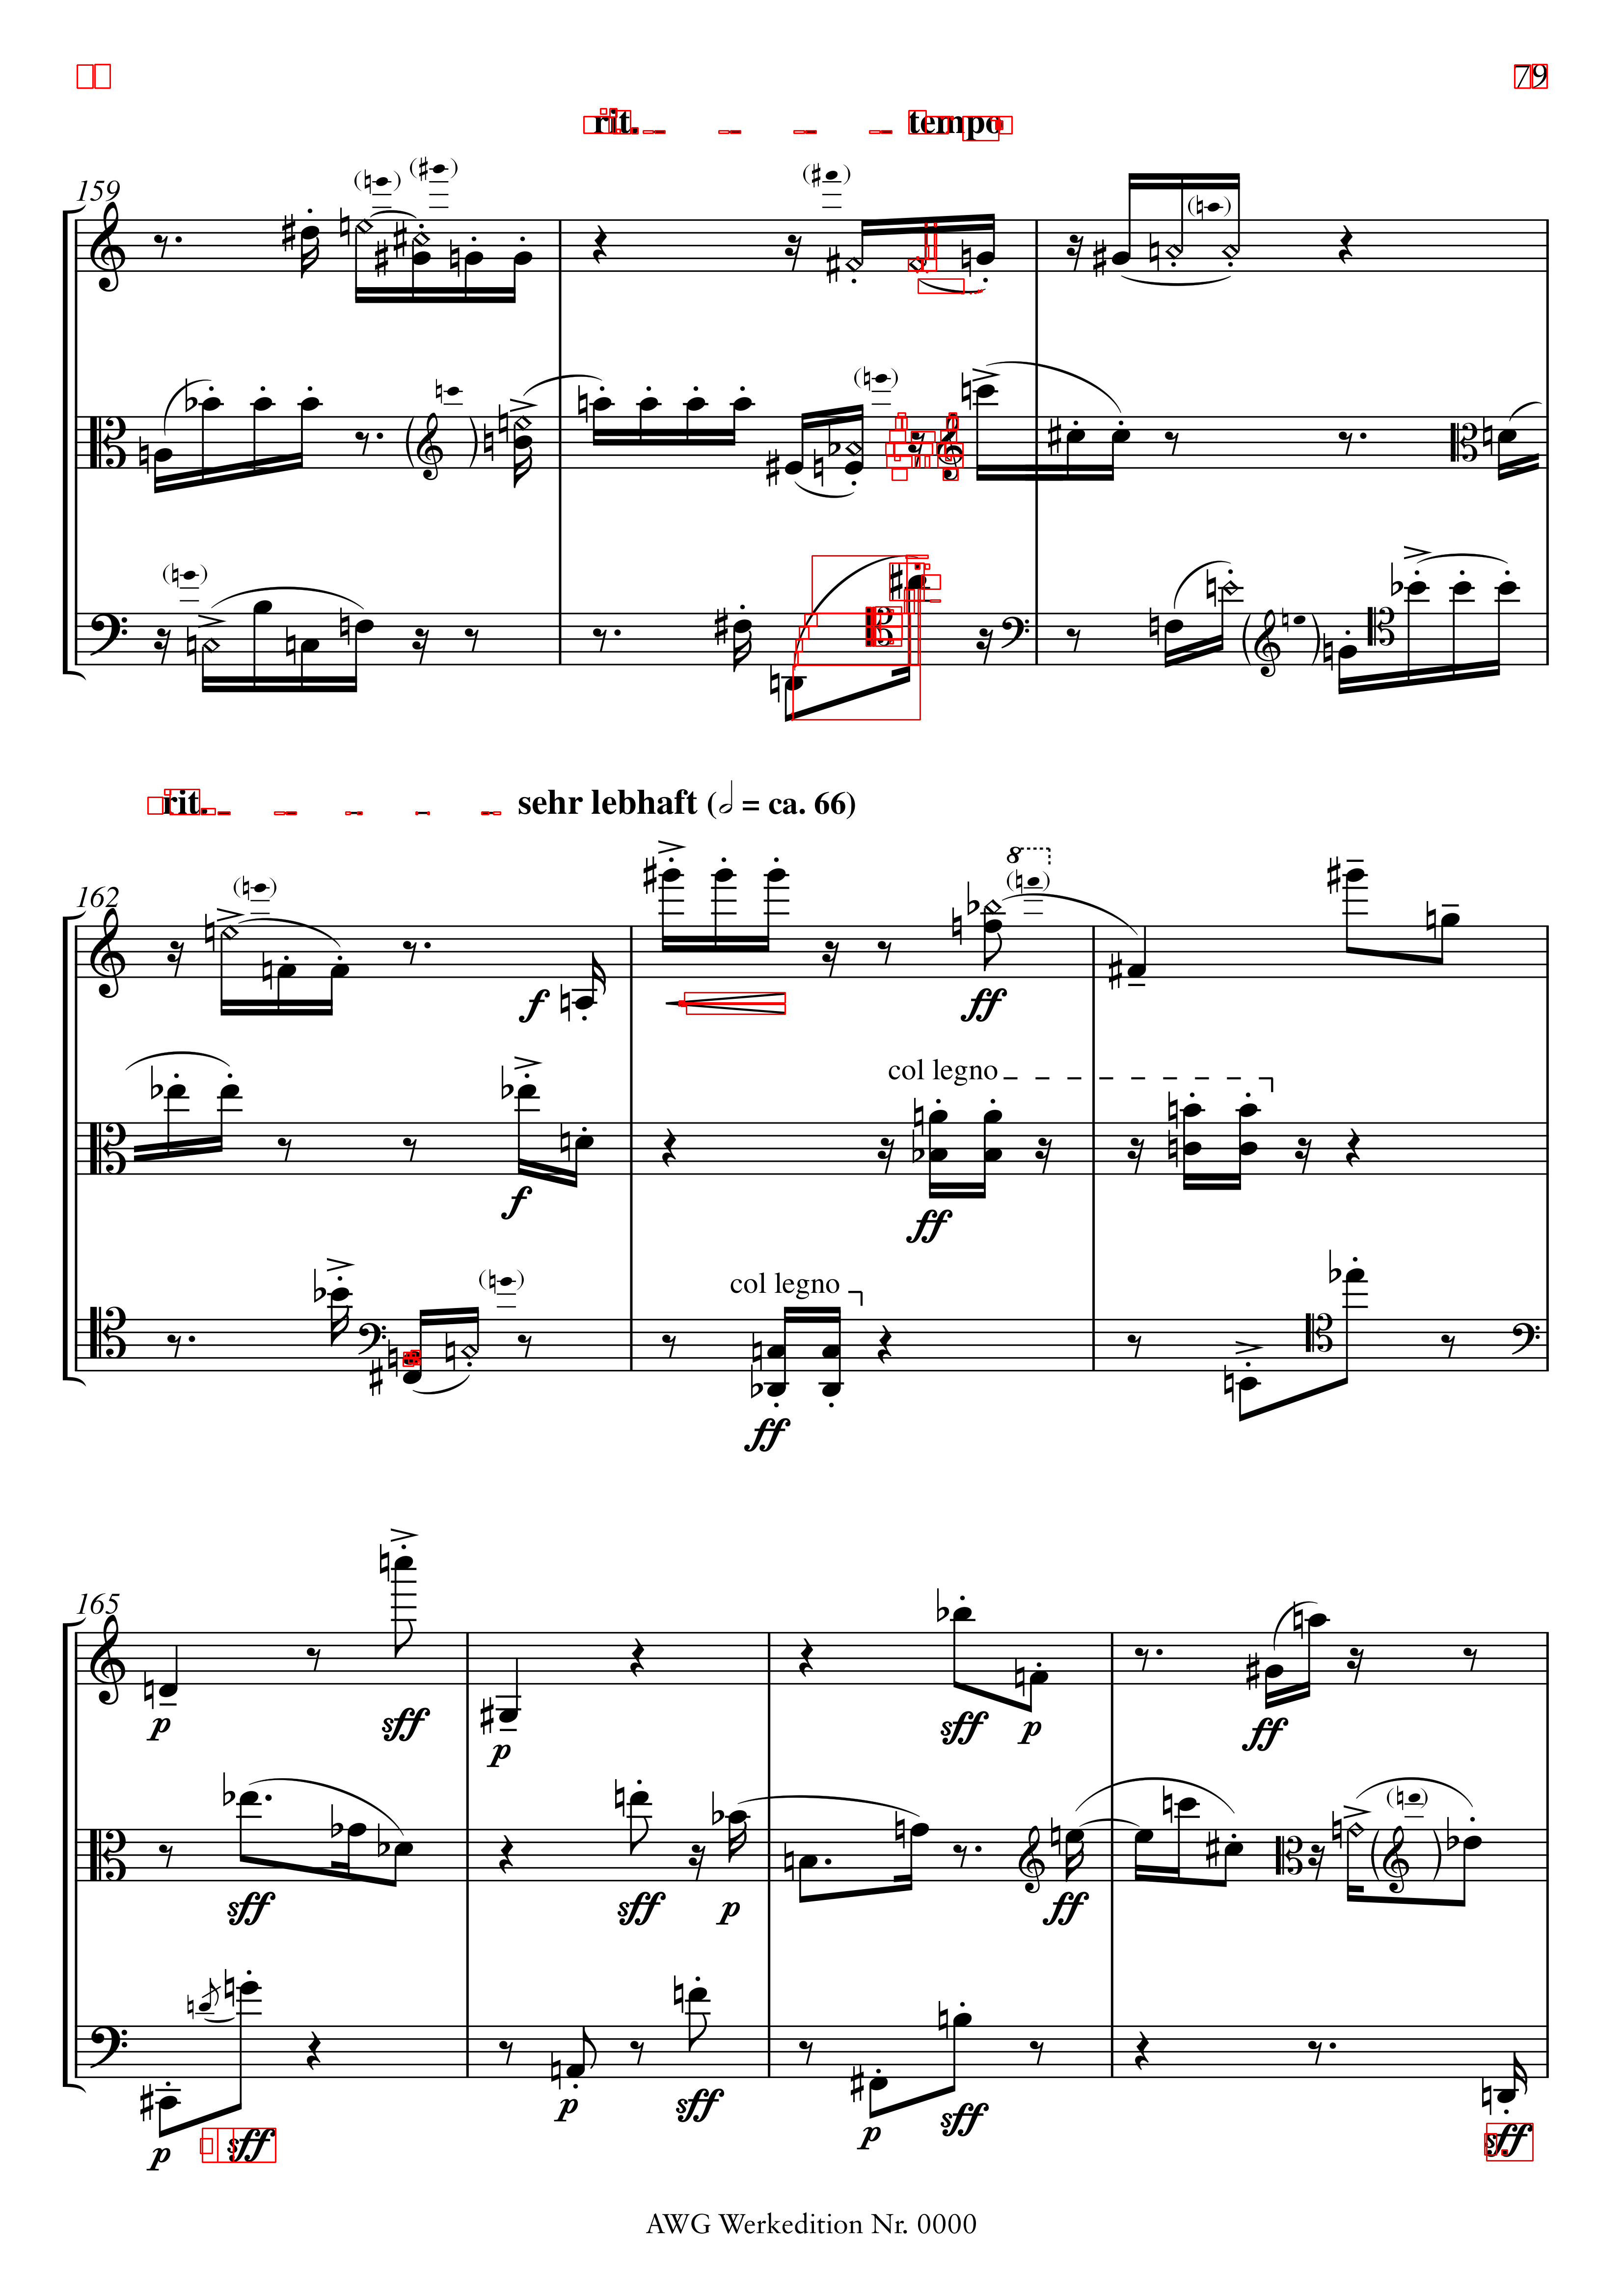 79
rit. tempo
159
rit. sehr lebhaft (𝅗𝅥 = ca. 66)
8
162
f ff
col legno
f ff
col legno
ff
165
p sff p sff p ff
sff sff p ff
p sff p sff p sff sff
AWG Werkedition Nr. 0000